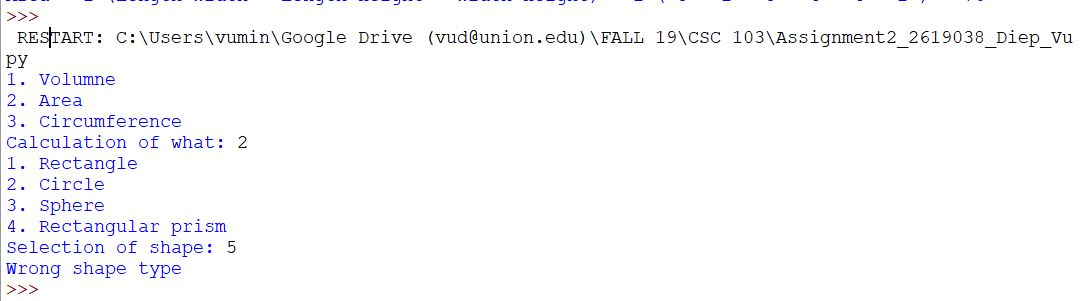 >>>
 RESTART: C:\Users\vumin\Google Drive (vud@union.edu)\FALL 19\CSC 103\Assignment2_2619038_Diep_Vu
py
1. Volumne
2. Area
3. Circumference
Calculation of what: 2
1. Rectangle
2. Circle
3. Sphere
4. Rectangular prism
Selection of shape: 5
Wrong shape type
>>>